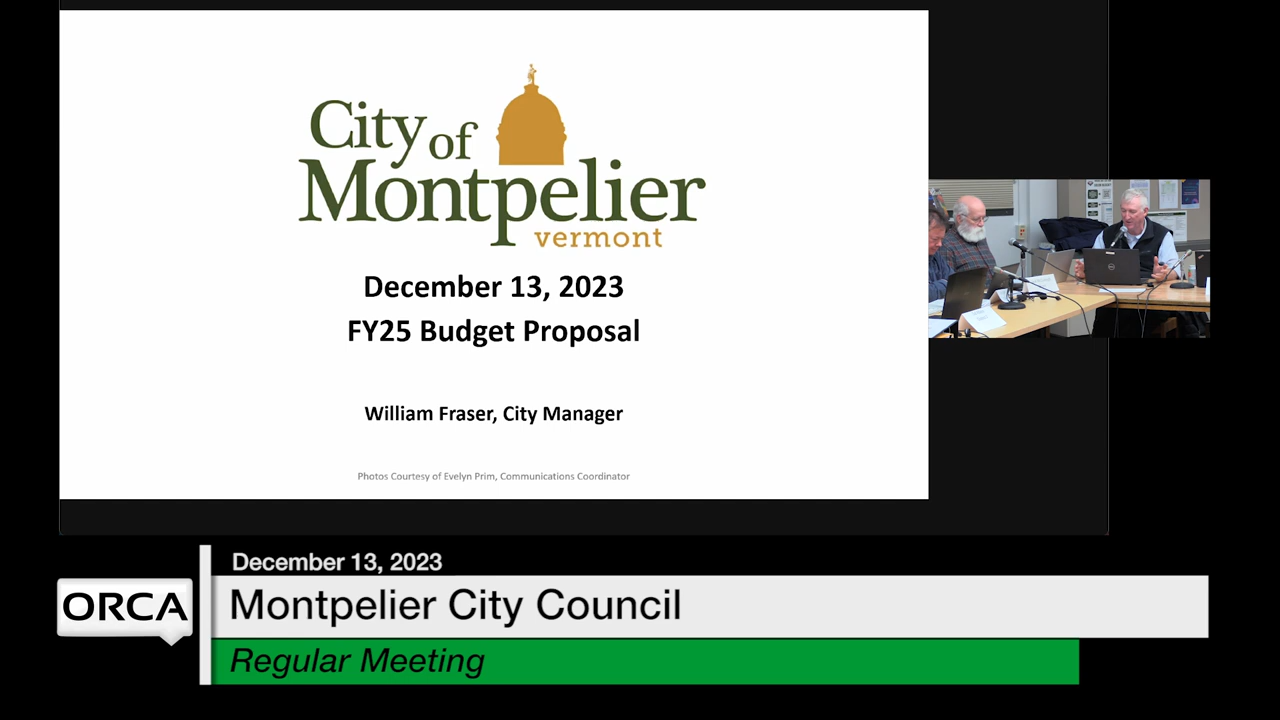 City of
Montpelier
vermont
December 13, 2023
FY25 Budget Proposal
William Fraser, City Manager
Photos Courtesy of Evelyn Prim, Communications Coordinator
December 13, 2023
ORCA
Montpelier City Council
Regular Meeting